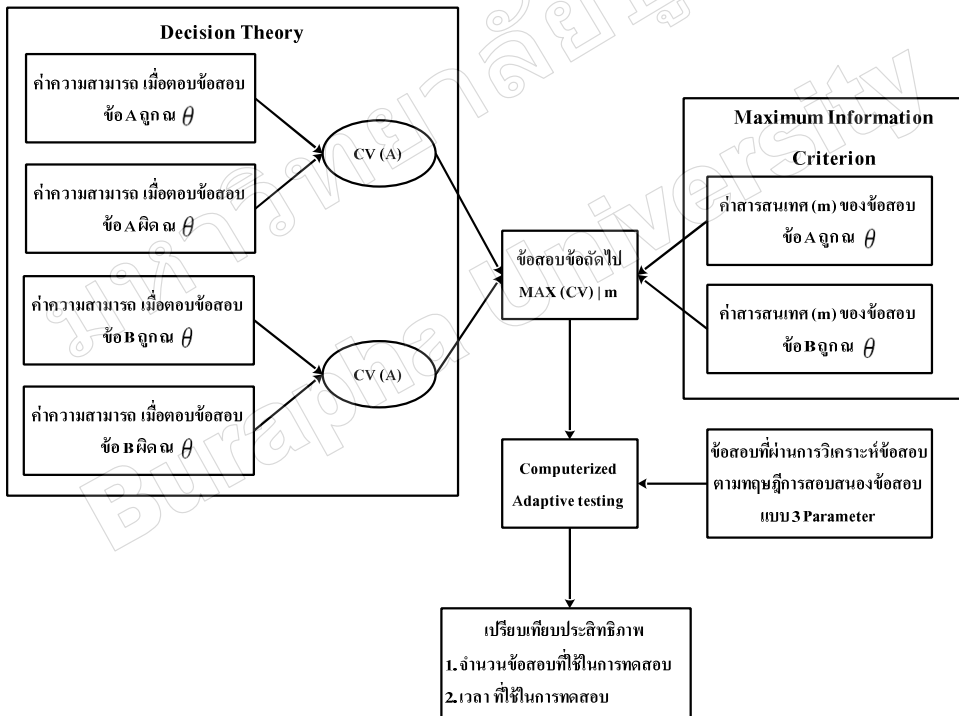 Decision Theory
ค่าความสามารถ เมื่อตอบข้อสอบ
ข้อ A ถูก ณ θ
ค่าความสามารถ เมื่อตอบข้อสอบ
ข้อ A ผิด ณ θ
CV (A)
ค่าความสามารถ เมื่อตอบข้อสอบ
ข้อ B ถูก ณ θ
ค่าความสามารถ เมื่อตอบข้อสอบ
ข้อ B ผิด ณ θ
CV (A)
ข้อสอบข้อถัดไป
MAX (CV) | m
Maximum Information
Criterion
ค่าสารสนเทศ (m) ของข้อสอบ
ข้อ A ถูก ณ θ
ค่าสารสนเทศ (m) ของข้อสอบ
ข้อ B ถูก ณ θ
Computerized
Adaptive testing
ข้อสอบที่ผ่านการวิเคราะห์ข้อสอบ
ตามทฤษฎีการสอบสนองข้อสอบ
แบบ 3 Parameter
เปรียบเทียบประสิทธิภาพ
1. จำนวนข้อสอบที่ใช้ในการทดสอบ
2. เวลา ที่ใช้ในการทดสอบ
Burapha University